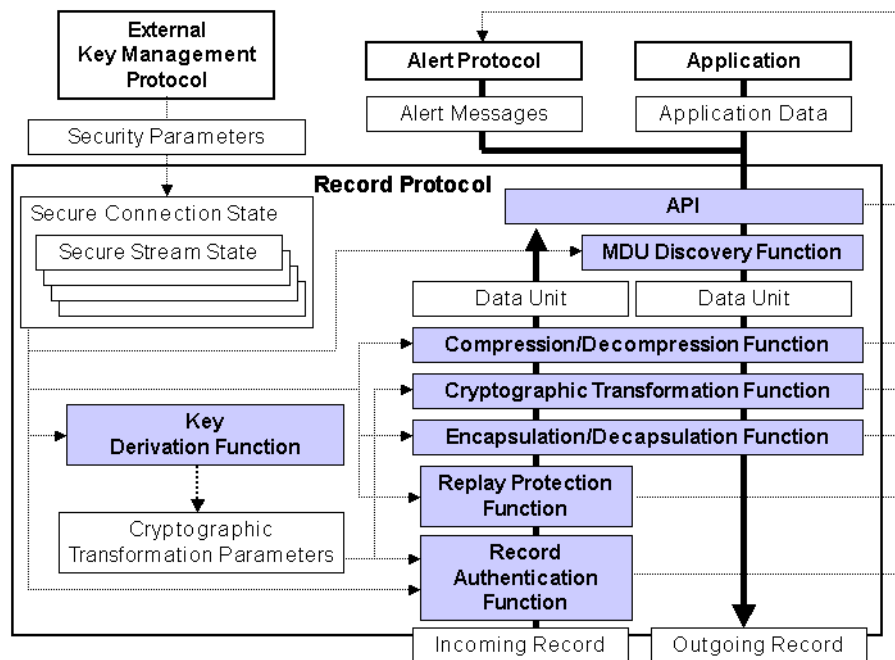 External
Key Management
Protocol
Alert Protocol
Application
Alert Messages
Application Data
Security Parameters
Record Protocol
Secure Connection State
API
Secure Stream State
MDU Discovery Function
Data Unit
Data Unit
Compression/Decompression Function
Cryptographic Transformation Function
Key
Derivation Function
Encapsulation/Decapsulation Function
Replay Protection
Function
Cryptographic
Transformation Parameters
Record
Authentication
Function
Incoming Record
Outgoing Record